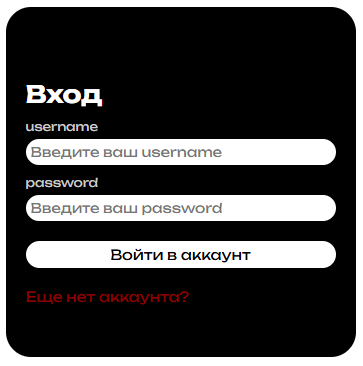 Вход
username
Введите ваш username
password
Введите ваш password
Войти в аккаунт
Еще нет аккаунта?